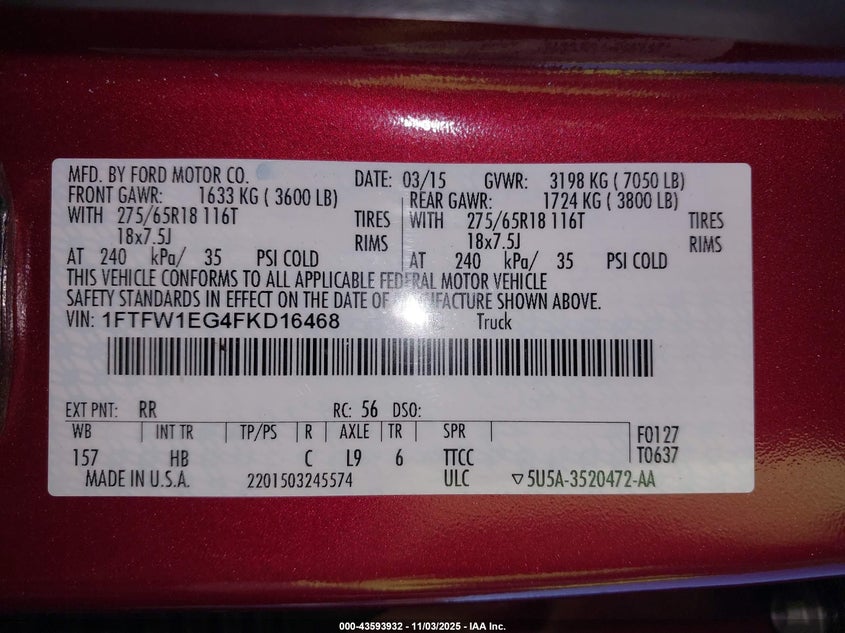 MFD. BY FORD MOTOR CO. DATE: 03/15 GVWR: 3198 KG ( 7050 LB)
FRONT GAWR: 1633 KG ( 3600 LB) REAR GAWR: 1724 KG ( 3800 LB)
WITH 275/65R18 116T TIRES WITH 275/65R18 116T TIRES
18x7.5J RIMS 18x7.5J RIMS
AT 240 kPa/ 35 PSI COLD AT 240 kPa/ 35 PSI COLD
THIS VEHICLE CONFORMS TO ALL APPLICABLE FEDERAL MOTOR VEHICLE
SAFETY STANDARDS IN EFFECT ON THE DATE OF MANUFACTURE SHOWN ABOVE.
VIN: 1FTFW1EG4FKD16468 Truck
EXT PNT: RR RC: 56 DSO:
WB INT TR TP/PS R AXLE TR SPR F0127
157 HB C L9 6 TTCC T0637
MADE IN U.S.A. 2201503245574 ULC ▽5U5A-3520472-AA
000-43593932 - 11/03/2025 - IAA Inc.